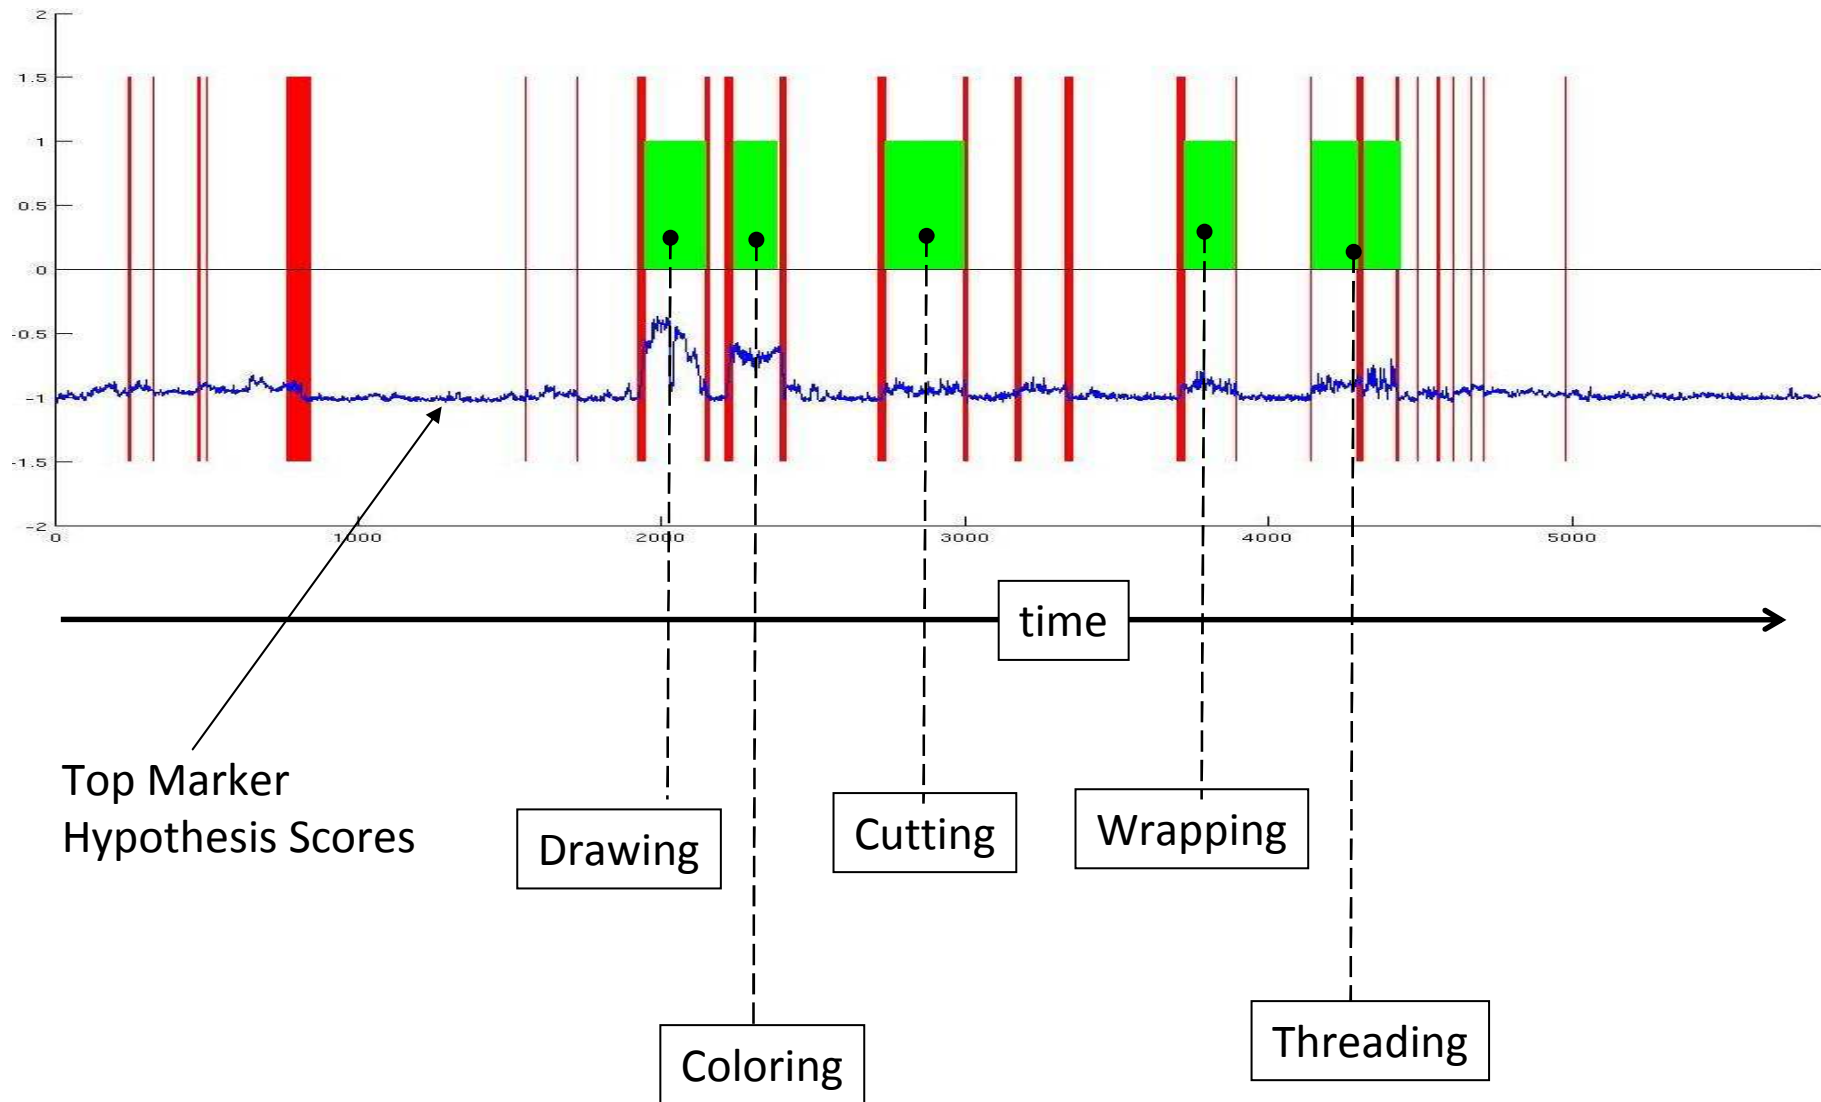 2
1.5
1
0.5
0
-0.5
-1
-1.5
-2
0 1000 2000 3000 4000 5000
time
Top Marker
Hypothesis Scores
Drawing
Cutting
Wrapping
Coloring
Threading